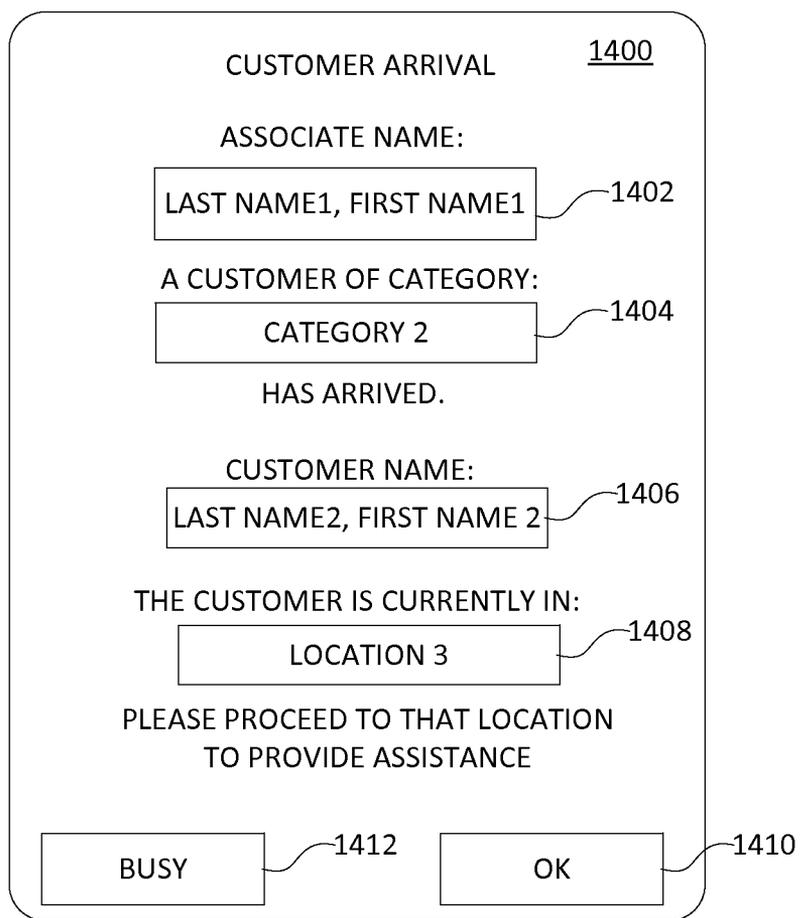 CUSTOMER ARRIVAL
1400
ASSOCIATE NAME:
LAST NAME1, FIRST NAME1
1402
A CUSTOMER OF CATEGORY:
CATEGORY 2
1404
HAS ARRIVED.
CUSTOMER NAME:
LAST NAME2, FIRST NAME 2
1406
THE CUSTOMER IS CURRENTLY IN:
LOCATION 3
1408
PLEASE PROCEED TO THAT LOCATION
TO PROVIDE ASSISTANCE
BUSY
1412
OK
1410